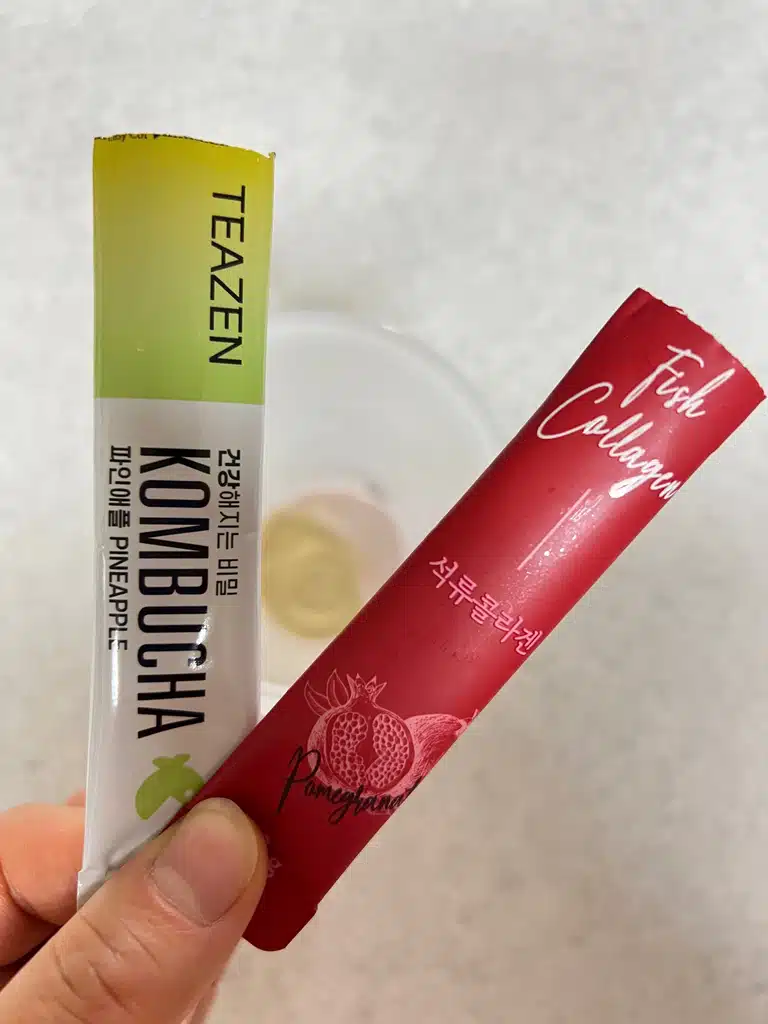 TEAZEN
건강해지는 비밀
KOMBUCHA
파인애플 PINEAPPLE
Fish
Collagen
석류콜라겐